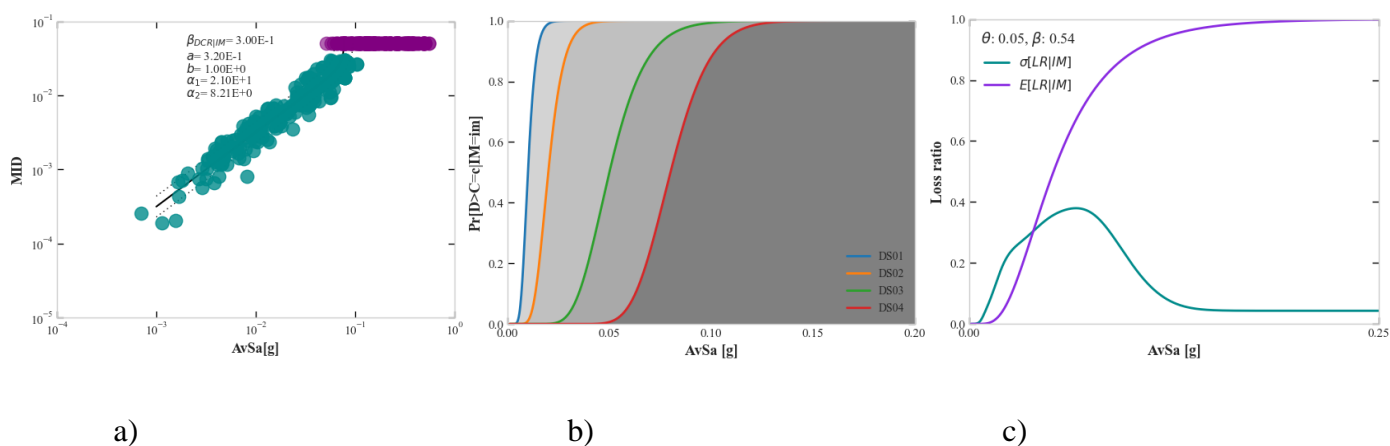 β_DCR|IM = 3.00E-1
a= 3.20E-1
b= 1.00E+0
α₁= 2.10E+1
α₂= 8.21E+0
MID
10⁻¹
10⁻²
10⁻³
10⁻⁴
10⁻⁵
10⁻⁴ 10⁻³ 10⁻² 10⁻¹ 10⁰
AvSa[g]
a)
Pr[D>C=c|IM=im]
1.0
0.8
0.6
0.4
0.2
0.0
DS01
DS02
DS03
DS04
0.00 0.05 0.10 0.15 0.20
AvSa [g]
b)
Loss ratio
1.0
0.8
0.6
0.4
0.2
0.0
θ: 0.05, β: 0.54
σ[LR|IM]
E[LR|IM]
0.00 0.25
AvSa [g]
c)